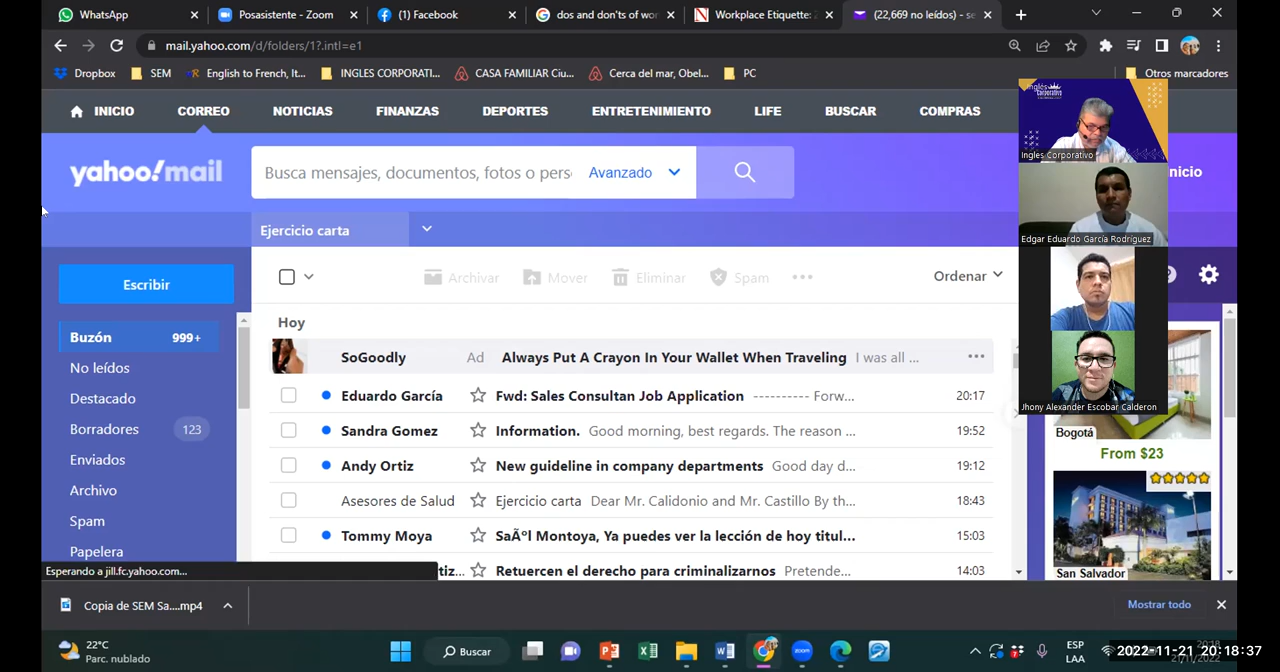 WhatsApp
Posasistente - Zoom
(1) Facebook
dos and don'ts of wor
Workplace Etiquette: 2
(22,669 no leídos) - se
mail.yahoo.com/d/folders/1?.intl=e1
Dropbox
SEM
English to French, It...
INGLES CORPORATI...
CASA FAMILIAR Ciu...
Cerca del mar, Obel...
PC
Otros marcadores
INICIO
CORREO
NOTICIAS
FINANZAS
DEPORTES
ENTRETENIMIENTO
LIFE
BUSCAR
COMPRAS
yahoo!mail
Busca mensajes, documentos, fotos o pers
Avanzado
nicio
Ejercicio carta
Escribir
Archivar
Mover
Eliminar
Spam
Ordenar
Buzón 999+
No leídos
Destacado
Borradores 123
Enviados
Archivo
Spam
Papelera
Hoy
SoGoodly Ad Always Put A Crayon In Your Wallet When Traveling I was all ...
Eduardo García Fwd: Sales Consultan Job Application ---------- Forw... 20:17
Sandra Gomez Information. Good morning, best regards. The reason ... 19:52
Andy Ortiz New guideline in company departments Good day d... 19:12
Asesores de Salud Ejercicio carta Dear Mr. Calidonio and Mr. Castillo By th... 18:43
Tommy Moya SaÃºl Montoya, Ya puedes ver la lección de hoy titul... 15:03
tiz... Retuercen el derecho para criminalizarnos Pretende... 14:03
Inglés
Corporativo
Ingles Corporativo
Edgar Eduardo García Rodríguez
Jhony Alexander Escobar Calderon
Bogotá
From $23
San Salvador
Esperando a jill.fc.yahoo.com...
Copia de SEM Sa....mp4
Mostrar todo
22°C
Parc. nublado
Buscar
ESP
LAA
2022-11-21 20:18:37